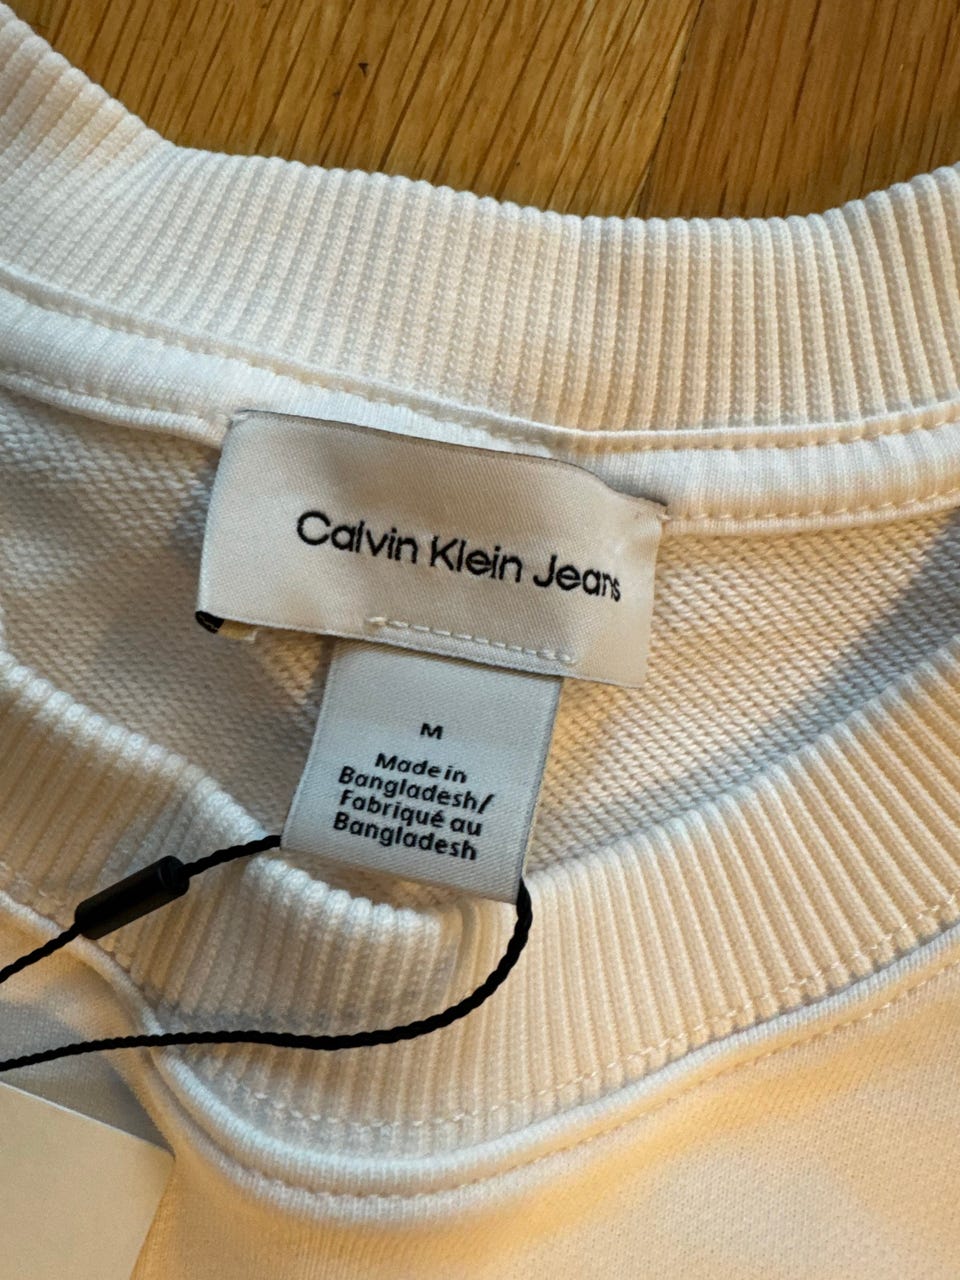 Calvin Klein Jeans
M
Made in
Bangladesh/
Fabriqué au
Bangladesh